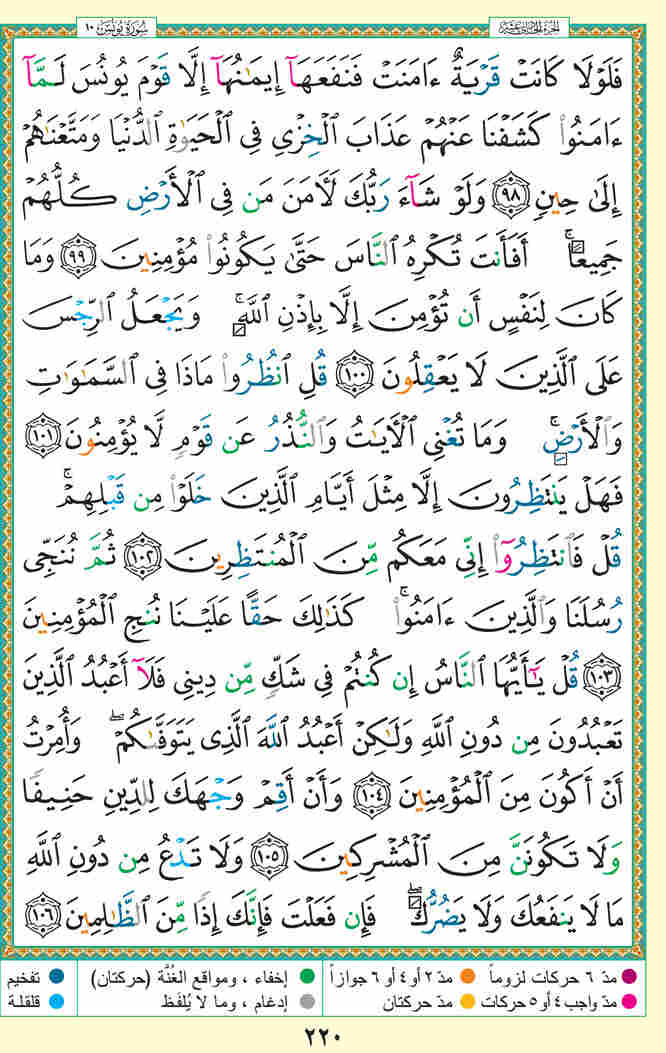 سُورَةُ يُونُسَ ١٠
الجزء الحادي عشر
فَلَوْلَا كَانَتْ قَرْيَةٌ ءَامَنَتْ فَنَفَعَهَآ إِيمَـٰنُهَآ إِلَّا قَوْمَ يُونُسَ لَمَّآ
ءَامَنُوا۟ كَشَفْنَا عَنْهُمْ عَذَابَ ٱلْخِزْىِ فِى ٱلْحَيَوٰةِ ٱلدُّنْيَا وَمَتَّعْنَـٰهُمْ
إِلَىٰ حِينٍ ٩٨ وَلَوْ شَآءَ رَبُّكَ لَـَٔامَنَ مَن فِى ٱلْأَرْضِ كُلُّهُمْ
جَمِيعًا ۚ أَفَأَنتَ تُكْرِهُ ٱلنَّاسَ حَتَّىٰ يَكُونُوا۟ مُؤْمِنِينَ ٩٩ وَمَا
كَانَ لِنَفْسٍ أَن تُؤْمِنَ إِلَّا بِإِذْنِ ٱللَّهِ ۚ وَيَجْعَلُ ٱلرِّجْسَ
عَلَى ٱلَّذِينَ لَا يَعْقِلُونَ ١٠٠ قُلِ ٱنظُرُوا۟ مَاذَا فِى ٱلسَّمَـٰوَٰتِ
وَٱلْأَرْضِ ۚ وَمَا تُغْنِى ٱلْـَٔايَـٰتُ وَٱلنُّذُرُ عَن قَوْمٍ لَّا يُؤْمِنُونَ ١٠١
فَهَلْ يَنتَظِرُونَ إِلَّا مِثْلَ أَيَّامِ ٱلَّذِينَ خَلَوْا۟ مِن قَبْلِهِمْ ۚ
قُلْ فَٱنتَظِرُوٓا۟ إِنِّى مَعَكُم مِّنَ ٱلْمُنتَظِرِينَ ١٠٢ ثُمَّ نُنَجِّى
رُسُلَنَا وَٱلَّذِينَ ءَامَنُوا۟ ۚ كَذَٰلِكَ حَقًّا عَلَيْنَا نُنجِ ٱلْمُؤْمِنِينَ
١٠٣ قُلْ يَـٰٓأَيُّهَا ٱلنَّاسُ إِن كُنتُمْ فِى شَكٍّ مِّن دِينِى فَلَآ أَعْبُدُ ٱلَّذِينَ
تَعْبُدُونَ مِن دُونِ ٱللَّهِ وَلَـٰكِنْ أَعْبُدُ ٱللَّهَ ٱلَّذِى يَتَوَفَّىٰكُمْ ۖ وَأُمِرْتُ
أَنْ أَكُونَ مِنَ ٱلْمُؤْمِنِينَ ١٠٤ وَأَنْ أَقِمْ وَجْهَكَ لِلدِّينِ حَنِيفًا
وَلَا تَكُونَنَّ مِنَ ٱلْمُشْرِكِينَ ١٠٥ وَلَا تَدْعُ مِن دُونِ ٱللَّهِ
مَا لَا يَنفَعُكَ وَلَا يَضُرُّكَ ۖ فَإِن فَعَلْتَ فَإِنَّكَ إِذًا مِّنَ ٱلظَّـٰلِمِينَ ١٠٦
مدّ ٦ حركات لزوماً مدّ ٢ أو ٤ أو ٦ جوازاً إخفاء ، ومواقع الغُنَّة (حركتان) تفخيم
مدّ واجب ٤ أو ٥ حركات مدّ حركتان إدغام ، وما لا يُلفَظ قلقلة
٢٢٠